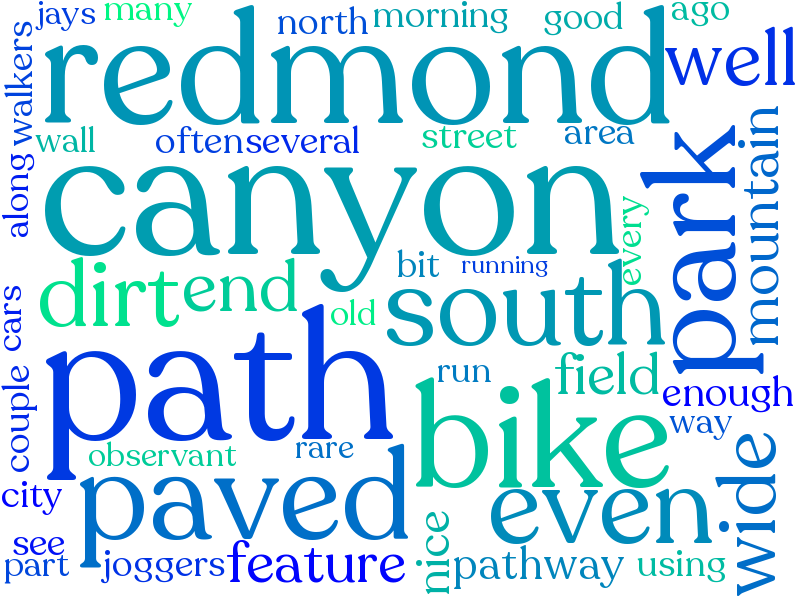 jays
many
north
morning
good
ago
redmond
well
walkers
wall
often
several
street
area
along
canyon
park
mountain
every
bit
running
dirt
end
old
south
cars
path
run
field
enough
couple
bike
way
observant
rare
city
paved
even
wide
see
part
joggers
feature
nice
pathway
using